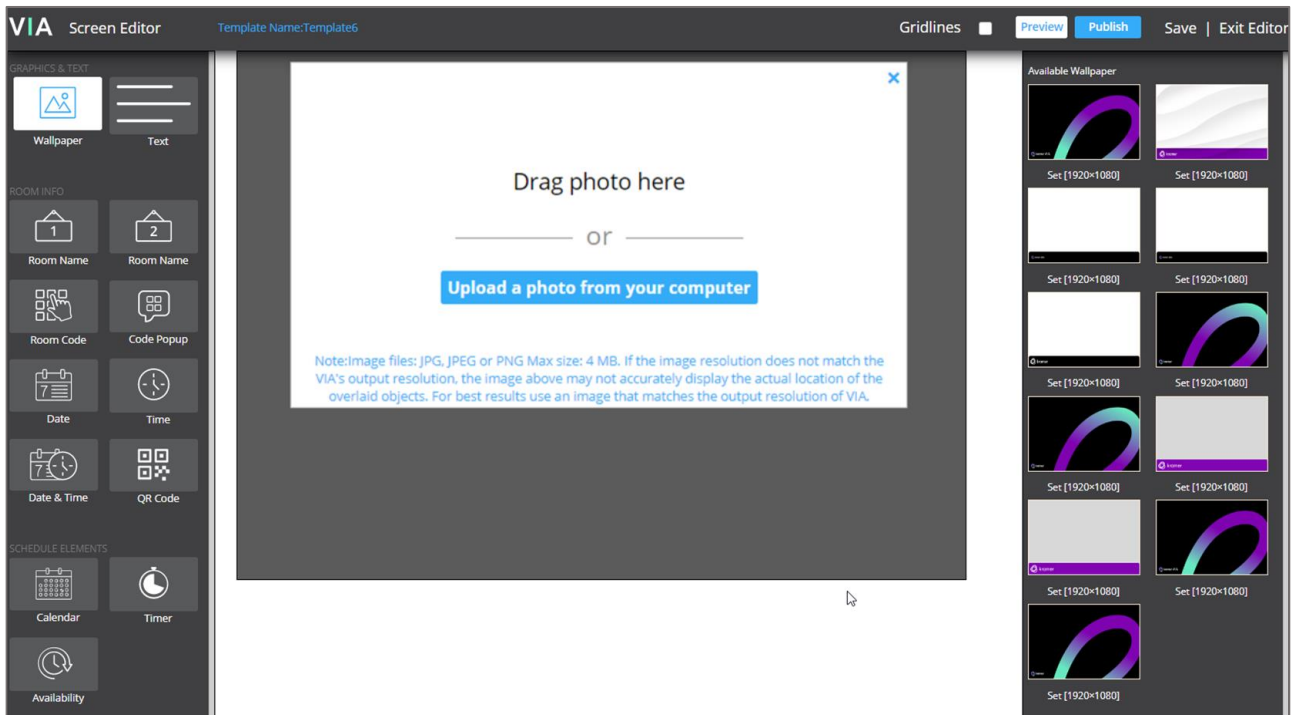 VIA Screen Editor
Template Name:Template6
Gridlines
Preview
Publish
Save | Exit Editor
GRAPHICS & TEXT
Wallpaper
Text
ROOM INFO
1
2
Room Name
Room Name
Room Code
Code Popup
7
Date
Time
7
Date & Time
QR Code
SCHEDULE ELEMENTS
Calendar
Timer
Availability
×
Drag photo here
or
Upload a photo from your computer
Note:Image files: JPG, JPEG or PNG Max size: 4 MB. If the image resolution does not match the
VIA's output resolution, the image above may not accurately display the actual location of the
overlaid objects. For best results use an image that matches the output resolution of VIA.
Available Wallpaper
Set [1920×1080]
Set [1920×1080]
Set [1920×1080]
Set [1920×1080]
Set [1920×1080]
Set [1920×1080]
Set [1920×1080]
Set [1920×1080]
Set [1920×1080]
Set [1920×1080]
Set [1920×1080]